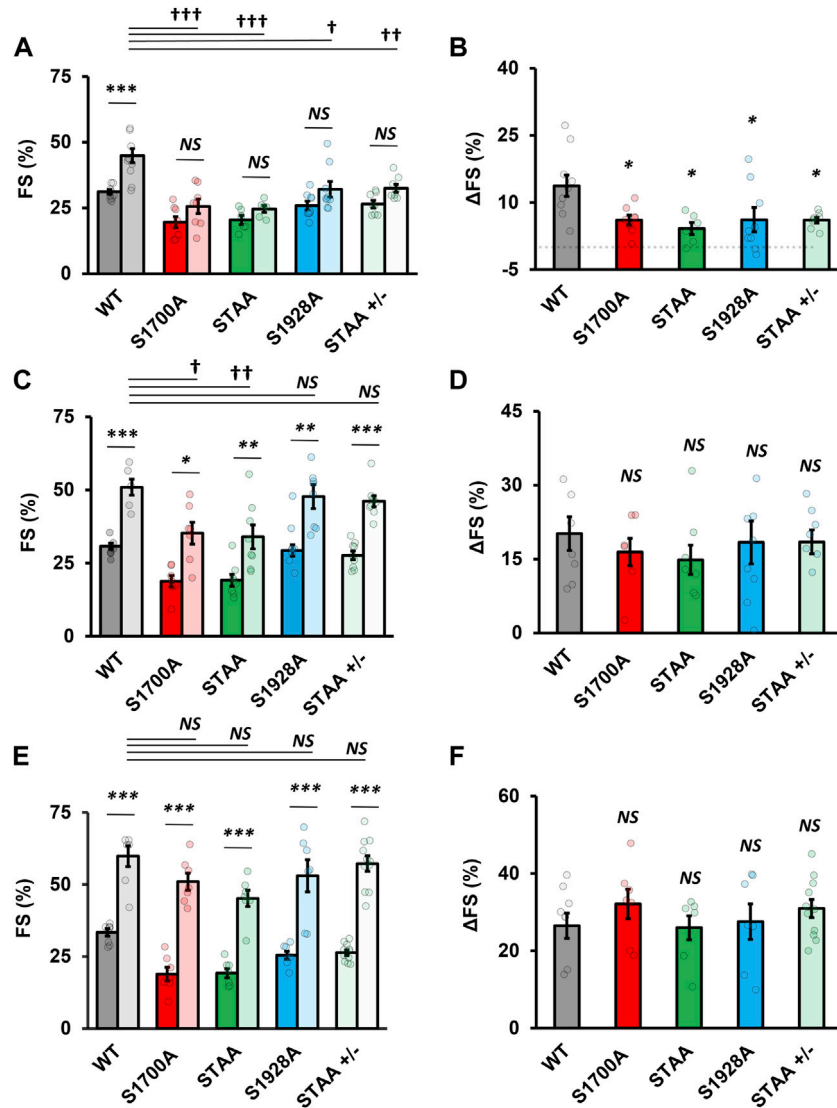 A
††† ††† † ††
*** NS NS NS NS
FS (%)
75
50
25
0
WT S1700A STAA S1928A STAA +/-
B
ΔFS (%)
40
25
10
-5
* * * *
WT S1700A STAA S1928A STAA +/-
C
† †† NS NS
*** * ** ** ***
FS (%)
75
50
25
0
WT S1700A STAA S1928A STAA +/-
D
ΔFS (%)
45
30
15
0
NS NS NS NS
WT S1700A STAA S1928A STAA +/-
E
NS NS NS NS
*** *** *** *** ***
FS (%)
75
50
25
0
WT S1700A STAA S1928A STAA +/-
F
ΔFS (%)
60
40
20
0
NS NS NS NS
WT S1700A STAA S1928A STAA +/-